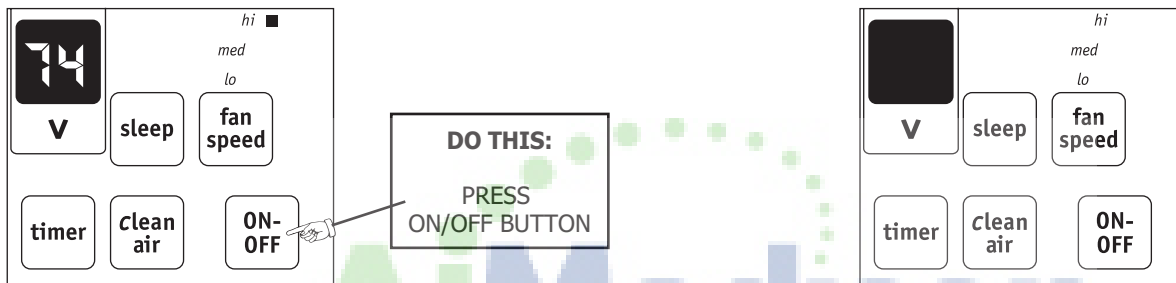 hi
74
med
lo
V
sleep
fan
speed
timer
clean
air
ON-
OFF
DO THIS:
PRESS
ON/OFF BUTTON
hi
med
lo
V
sleep
fan
speed
timer
clean
air
ON-
OFF